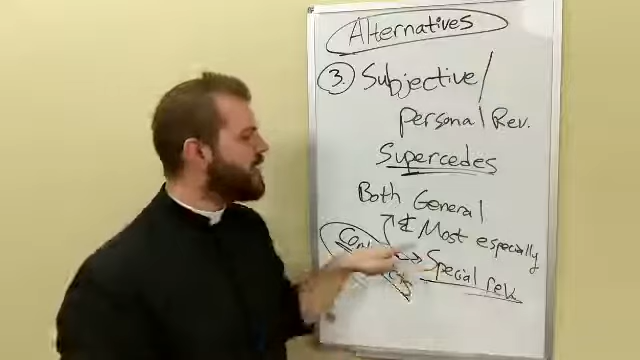 Alternatives
3. Subjective/
Personal Rev.
Supercedes
Both General
& Most especially
Special rev.